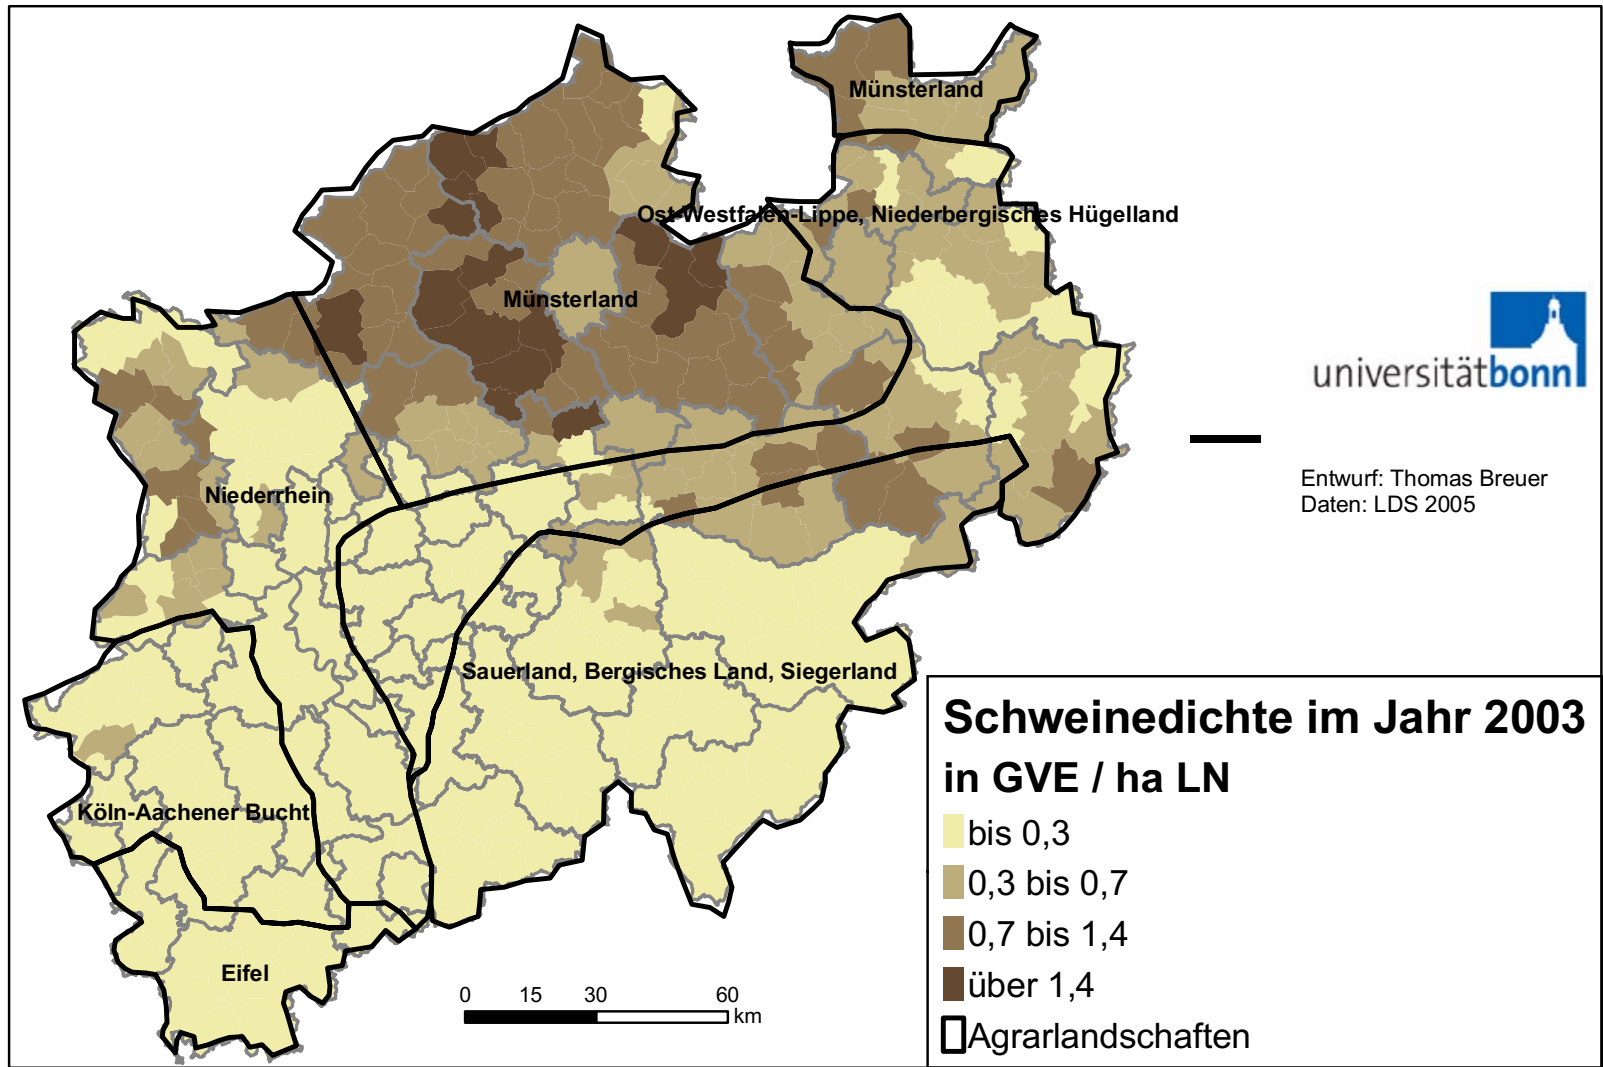 Münsterland
Ost-Westfalen-Lippe, Niederbergisches Hügelland
Münsterland
universitätbonn
Niederrhein
Entwurf: Thomas Breuer
Daten: LDS 2005
Sauerland, Bergisches Land, Siegerland
Köln-Aachener Bucht
Eifel
0 15 30 60
km
Schweinedichte im Jahr 2003
in GVE / ha LN
bis 0,3
0,3 bis 0,7
0,7 bis 1,4
über 1,4
Agrarlandschaften